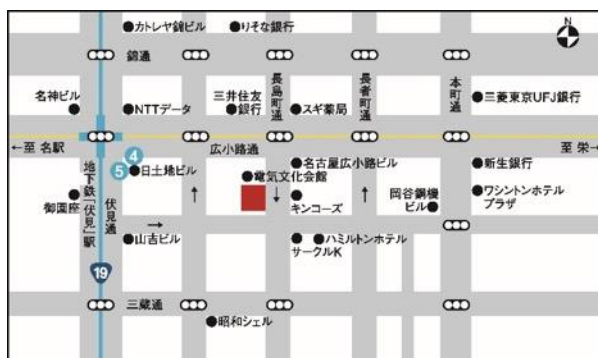 カトレヤ錦ビル
りそな銀行
N
錦通
名神ビル
NTTデータ
三井住友
銀行
長島町通
スギ薬局
長者町通
本町通
三菱東京UFJ銀行
←至 名駅
広小路通
至 栄→
4
5
日土地ビル
電気文化会館
名古屋広小路ビル
新生銀行
地下鉄「伏見」駅
伏見通
御園座
キンコーズ
岡谷鋼機
ビル
ワシントンホテル
プラザ
山吉ビル
ハミルトンホテル
サークルK
19
三蔵通
昭和シェル